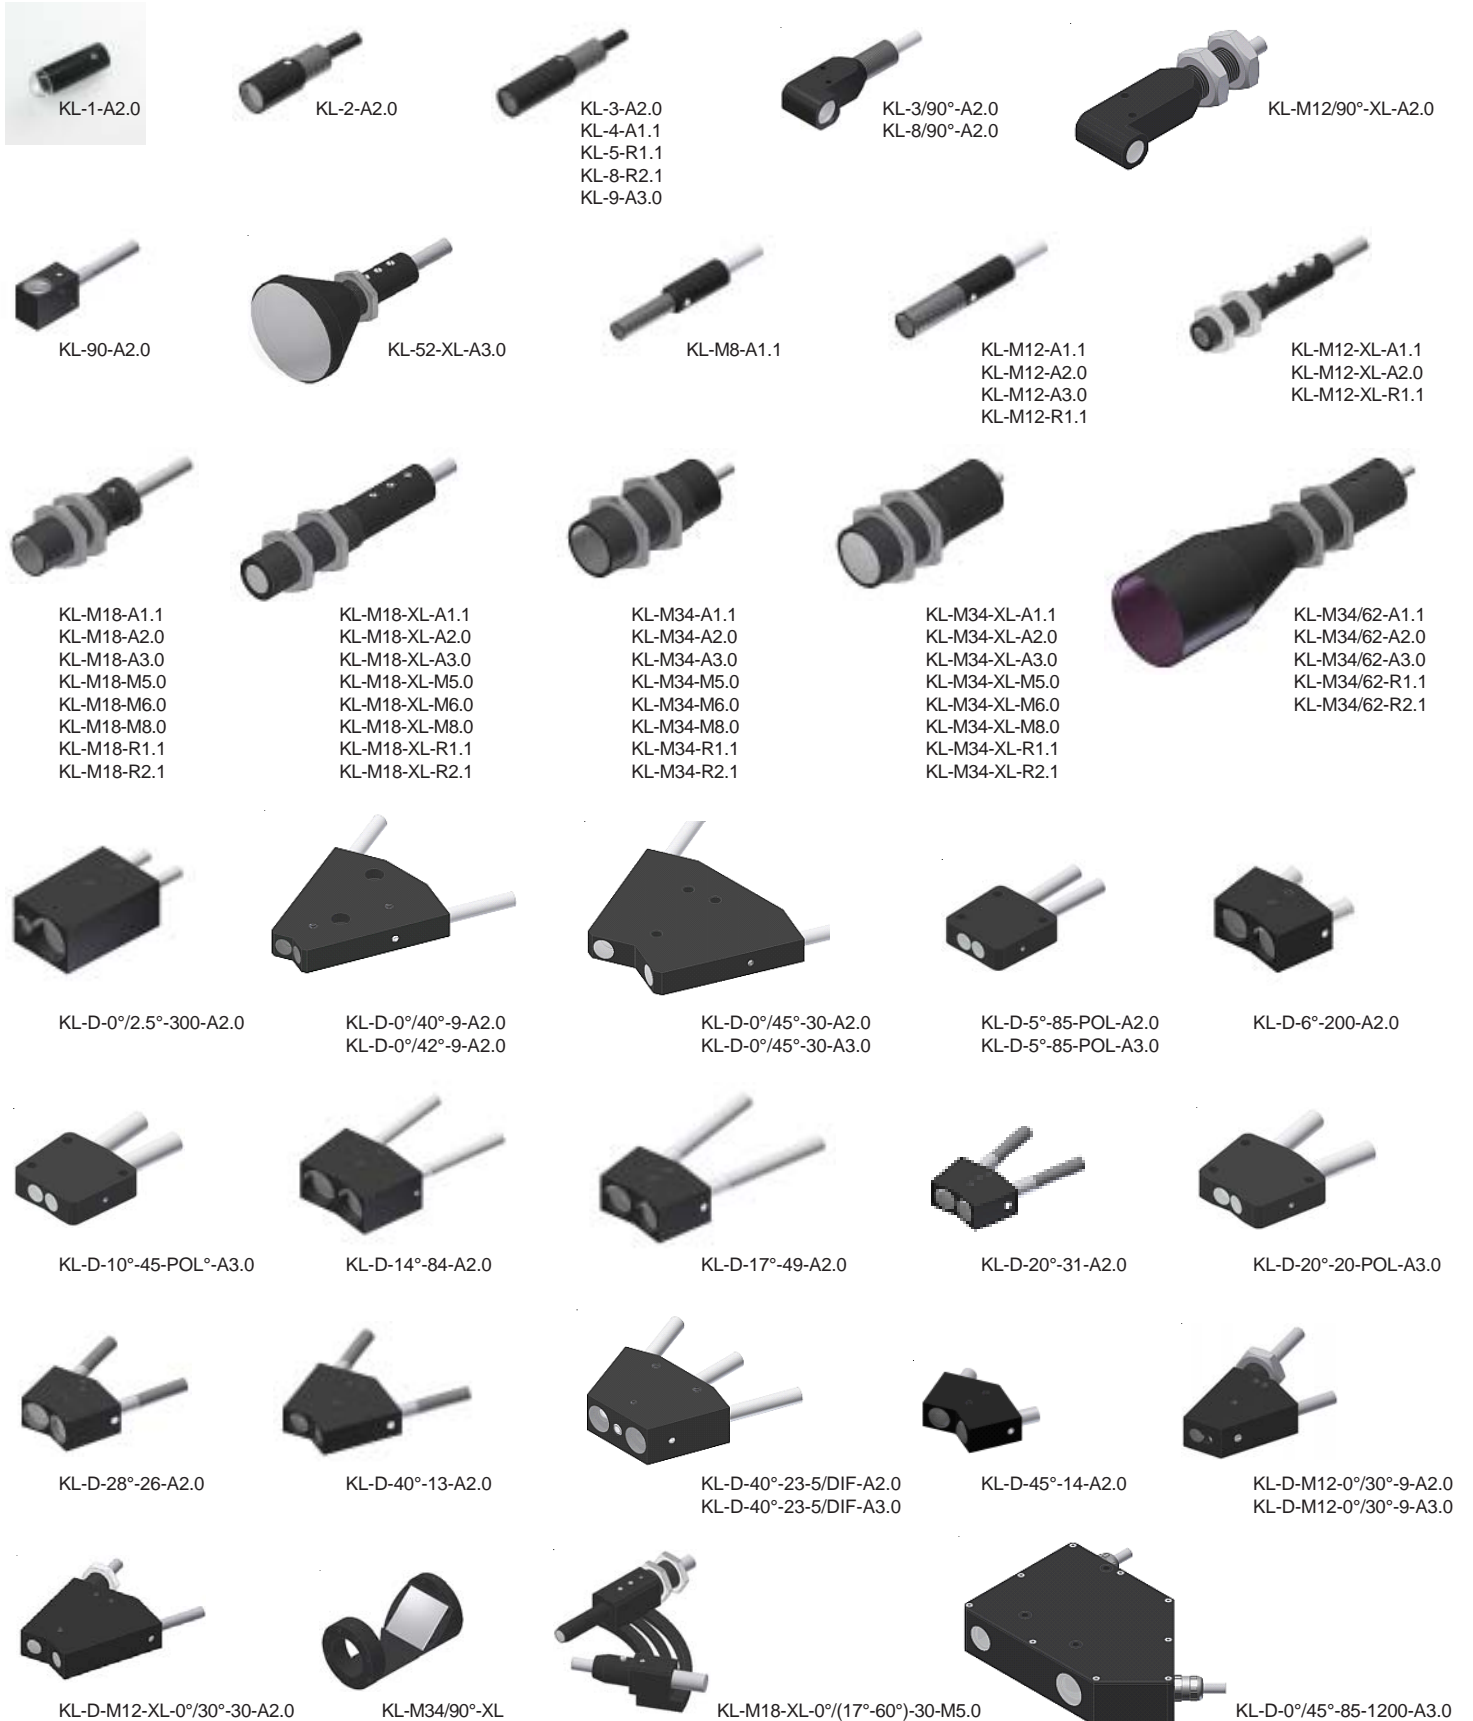 KL-1-A2.0
KL-2-A2.0
KL-3-A2.0
KL-4-A1.1
KL-5-R1.1
KL-8-R2.1
KL-9-A3.0
KL-3/90°-A2.0
KL-8/90°-A2.0
KL-M12/90°-XL-A2.0
KL-90-A2.0
KL-52-XL-A3.0
KL-M8-A1.1
KL-M12-A1.1
KL-M12-A2.0
KL-M12-A3.0
KL-M12-R1.1
KL-M12-XL-A1.1
KL-M12-XL-A2.0
KL-M12-XL-R1.1
KL-M18-A1.1
KL-M18-A2.0
KL-M18-A3.0
KL-M18-M5.0
KL-M18-M6.0
KL-M18-M8.0
KL-M18-R1.1
KL-M18-R2.1
KL-M18-XL-A1.1
KL-M18-XL-A2.0
KL-M18-XL-A3.0
KL-M18-XL-M5.0
KL-M18-XL-M6.0
KL-M18-XL-M8.0
KL-M18-XL-R1.1
KL-M18-XL-R2.1
KL-M34-A1.1
KL-M34-A2.0
KL-M34-A3.0
KL-M34-M5.0
KL-M34-M6.0
KL-M34-M8.0
KL-M34-R1.1
KL-M34-R2.1
KL-M34-XL-A1.1
KL-M34-XL-A2.0
KL-M34-XL-A3.0
KL-M34-XL-M5.0
KL-M34-XL-M6.0
KL-M34-XL-M8.0
KL-M34-XL-R1.1
KL-M34-XL-R2.1
KL-M34/62-A1.1
KL-M34/62-A2.0
KL-M34/62-A3.0
KL-M34/62-R1.1
KL-M34/62-R2.1
KL-D-0°/2.5°-300-A2.0
KL-D-0°/40°-9-A2.0
KL-D-0°/42°-9-A2.0
KL-D-0°/45°-30-A2.0
KL-D-0°/45°-30-A3.0
KL-D-5°-85-POL-A2.0
KL-D-5°-85-POL-A3.0
KL-D-6°-200-A2.0
KL-D-10°-45-POL°-A3.0
KL-D-14°-84-A2.0
KL-D-17°-49-A2.0
KL-D-20°-31-A2.0
KL-D-20°-20-POL-A3.0
KL-D-28°-26-A2.0
KL-D-40°-13-A2.0
KL-D-40°-23-5/DIF-A2.0
KL-D-40°-23-5/DIF-A3.0
KL-D-45°-14-A2.0
KL-D-M12-0°/30°-9-A2.0
KL-D-M12-0°/30°-9-A3.0
KL-D-M12-XL-0°/30°-30-A2.0
KL-M34/90°-XL
KL-M18-XL-0°/(17°-60°)-30-M5.0
KL-D-0°/45°-85-1200-A3.0